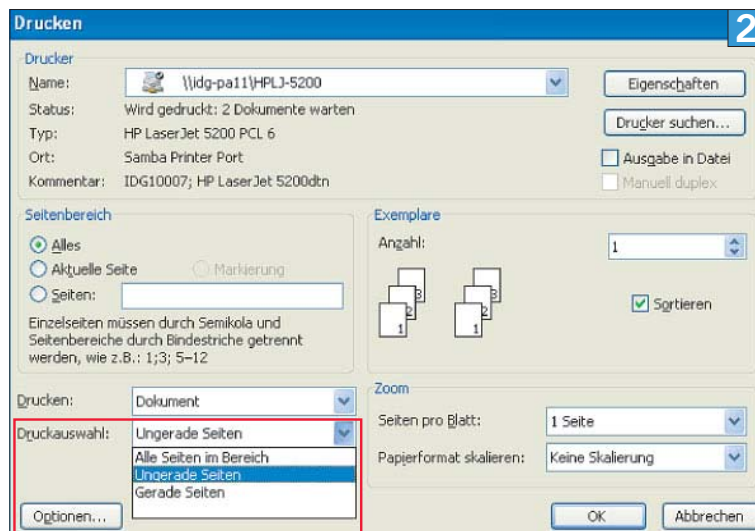 Drucken
2
Drucker
Name: \\idg-pa11\HPLJ-5200
Eigenschaften
Status: Wird gedruckt: 2 Dokumente warten
Typ: HP LaserJet 5200 PCL 6
Drucker suchen...
Ort: Samba Printer Port
Ausgabe in Datei
Kommentar: IDG10007; HP LaserJet 5200dtn
Manuell duplex
Seitenbereich
Alles
Aktuelle Seite Markierung
Seiten:
Einzelseiten müssen durch Semikola und
Seitenbereiche durch Bindestriche getrennt
werden, wie z.B.: 1;3; 5–12
Exemplare
Anzahl: 1
3 3
2 2
1 1
Sortieren
Drucken: Dokument
Druckauswahl: Ungerade Seiten
Alle Seiten im Bereich
Ungerade Seiten
Gerade Seiten
Optionen...
Zoom
Seiten pro Blatt: 1 Seite
Papierformat skalieren: Keine Skalierung
OK Abbrechen